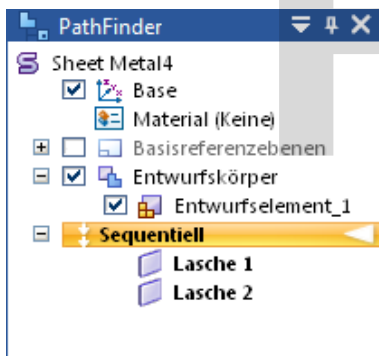 PathFinder
Sheet Metal4
Base
Material (Keine)
Basisreferenzebenen
Entwurfskörper
Entwurfselement_1
Sequentiell
Lasche 1
Lasche 2